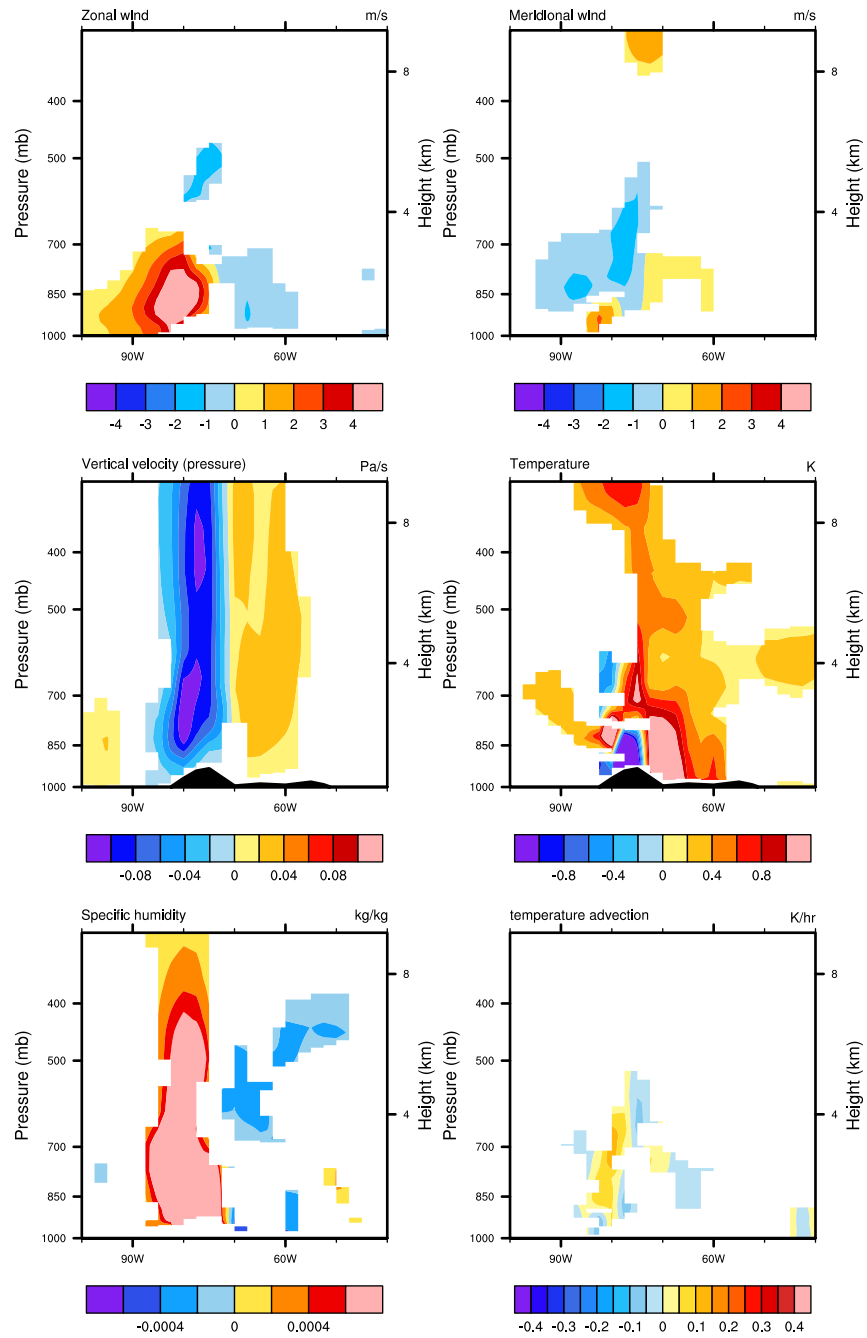 Zonal wind m/s
Pressure (mb)
400
500
700
850
1000
8
4
Height (km)
90W 60W
-4 -3 -2 -1 0 1 2 3 4
Meridional wind m/s
Pressure (mb)
400
500
700
850
1000
8
4
Height (km)
90W 60W
-4 -3 -2 -1 0 1 2 3 4
Vertical velocity (pressure) Pa/s
Pressure (mb)
400
500
700
850
1000
8
4
Height (km)
90W 60W
-0.08 -0.04 0 0.04 0.08
Temperature K
Pressure (mb)
400
500
700
850
1000
8
4
Height (km)
90W 60W
-0.8 -0.4 0 0.4 0.8
Specific humidity kg/kg
Pressure (mb)
400
500
700
850
1000
8
4
Height (km)
90W 60W
-0.0004 0 0.0004
temperature advection K/hr
Pressure (mb)
400
500
700
850
1000
8
4
Height (km)
90W 60W
-0.4 -0.3 -0.2 -0.1 0 0.1 0.2 0.3 0.4